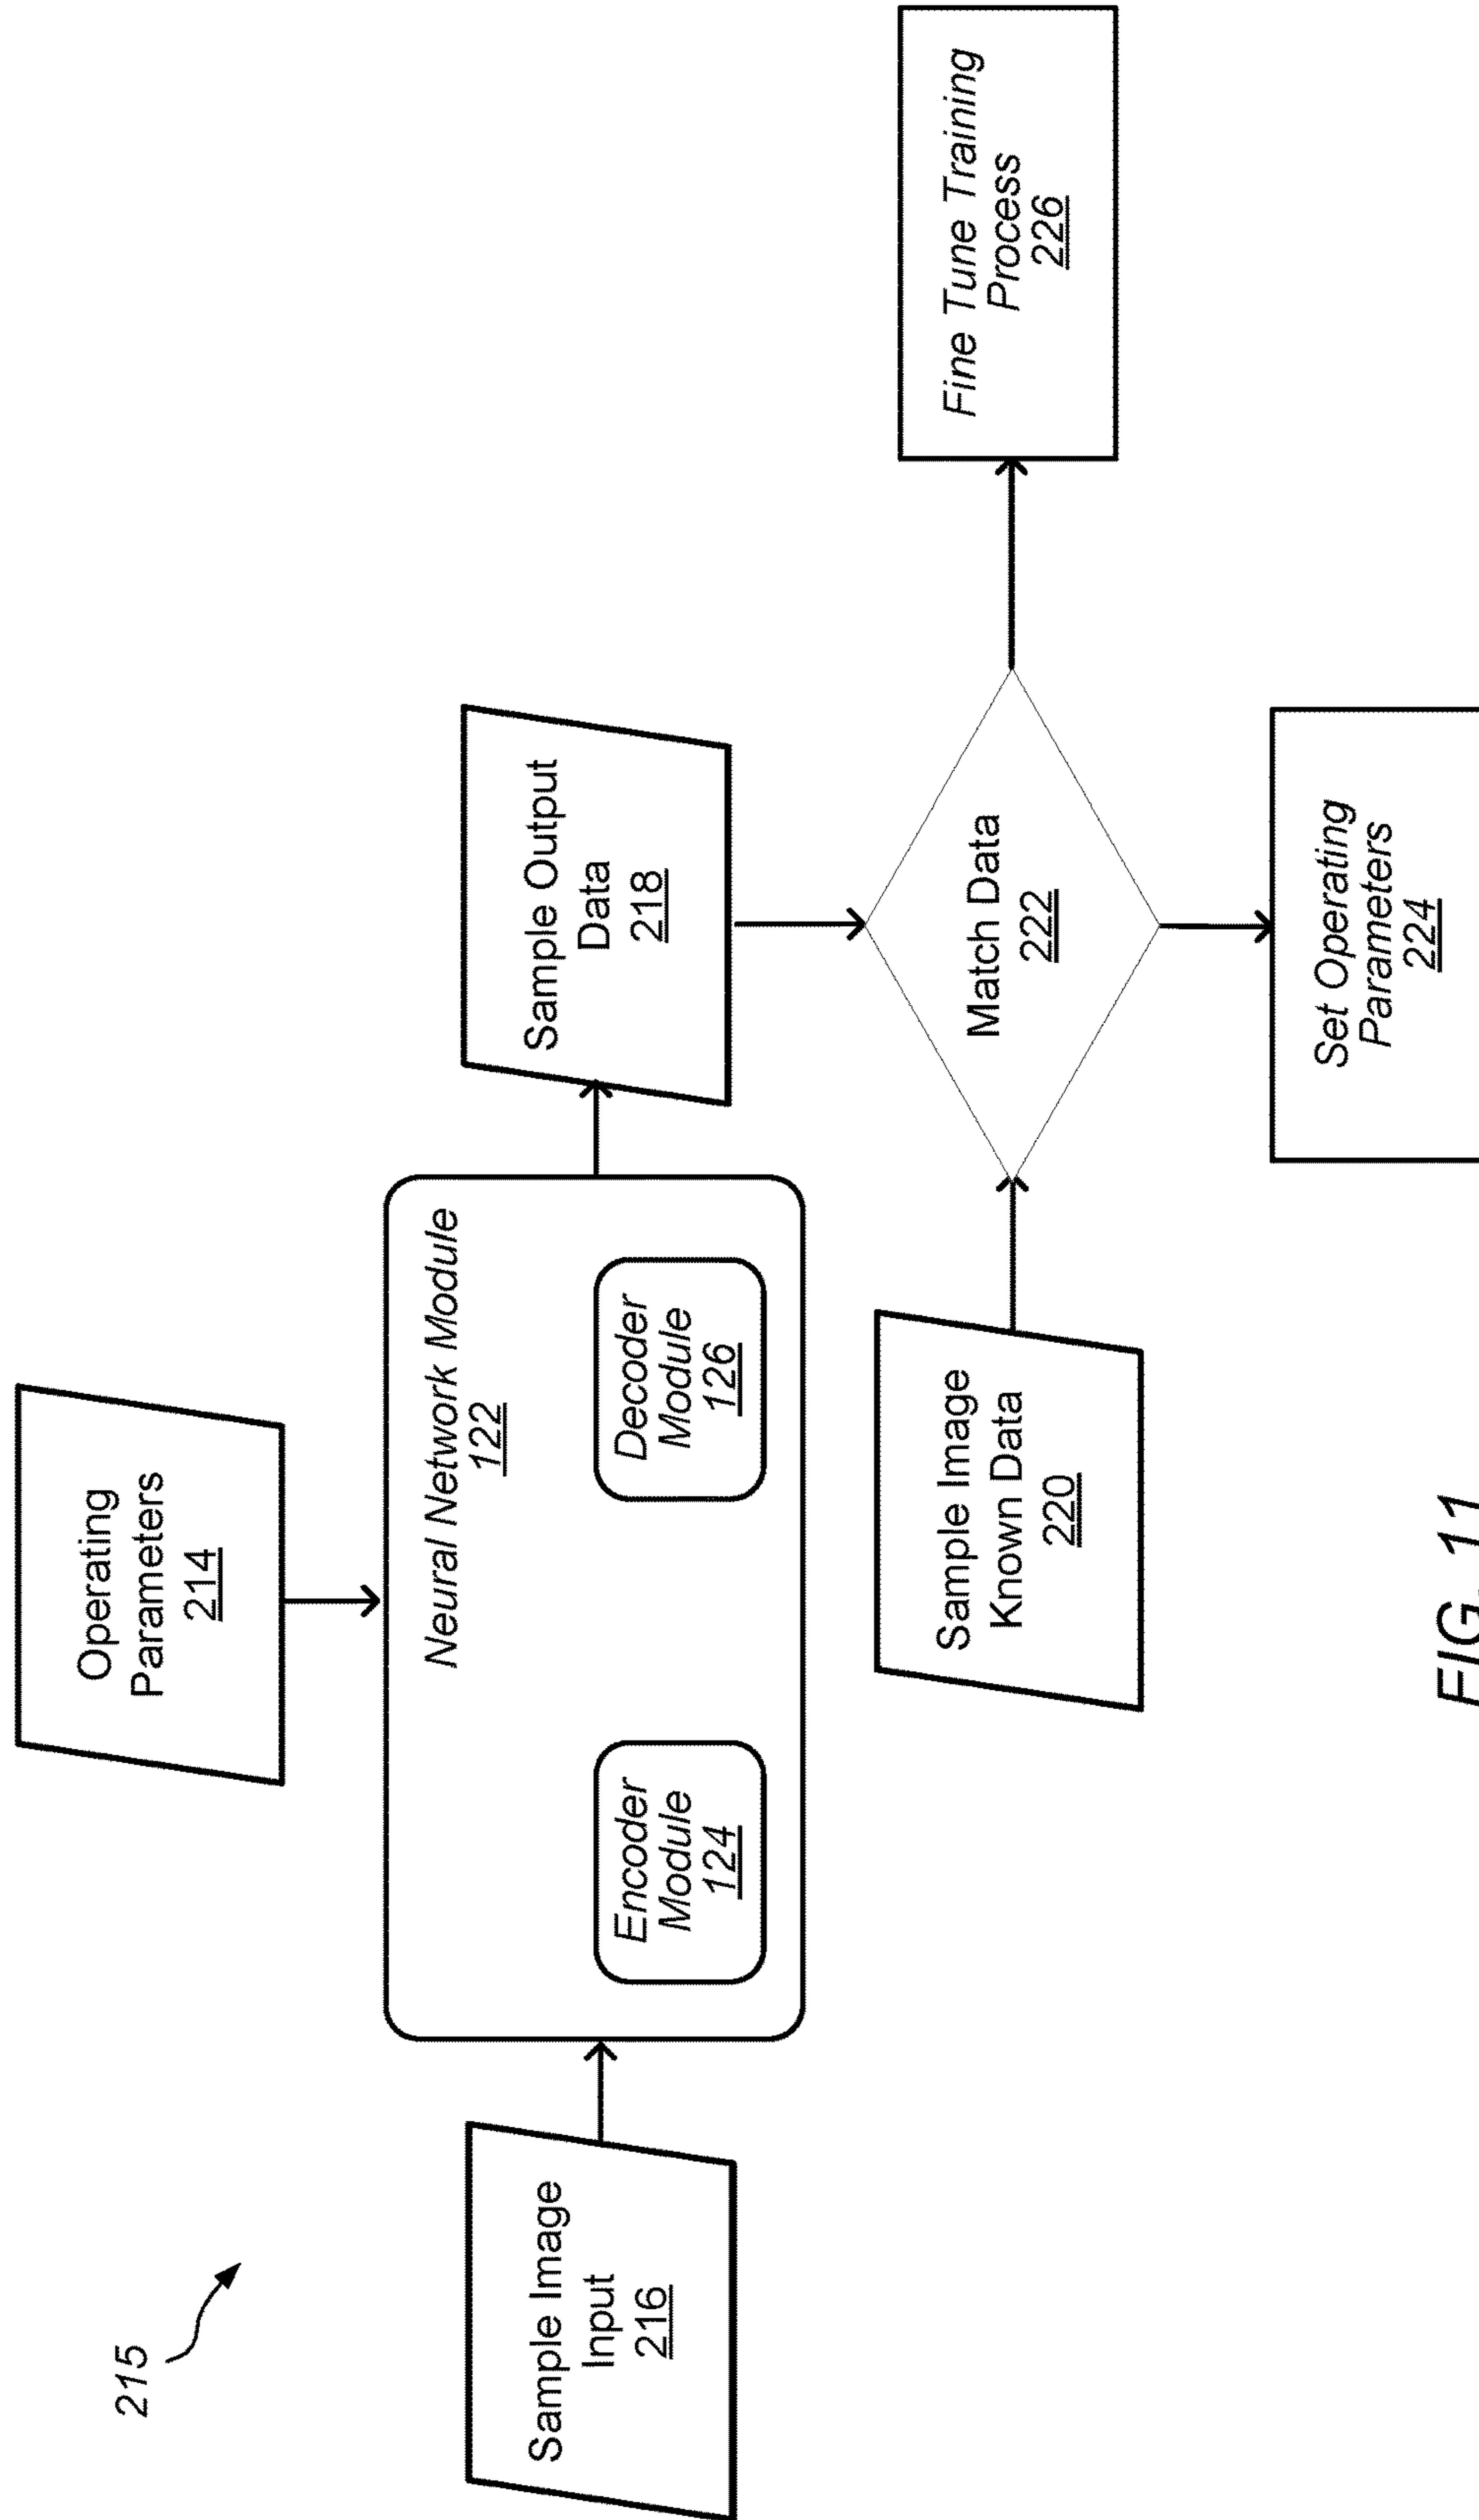 215
Operating
Parameters
214
Sample Image
Input
216
Neural Network Module
122
Encoder
Module
124
Decoder
Module
126
Sample Output
Data
218
Sample Image
Known Data
220
Match Data
222
Fine Tune Training
Process
226
Set Operating
Parameters
224
FIG. 11